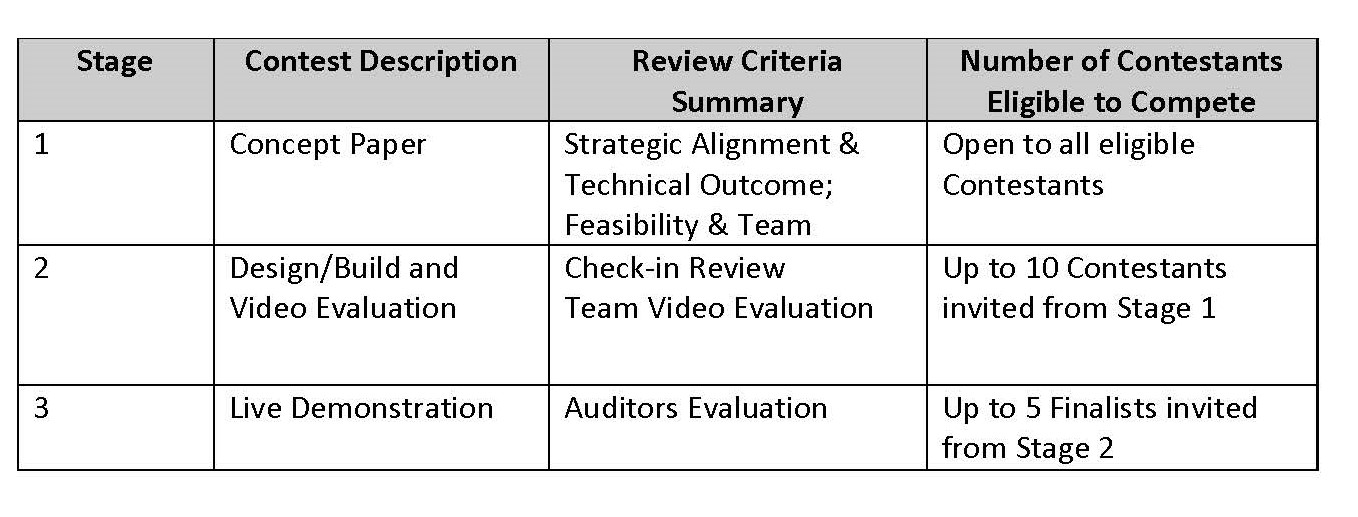 Stage Contest Description Review Criteria Number of Contestants
Summary Eligible to Compete
1 Concept Paper Strategic Alignment & Open to all eligible
Technical Outcome; Contestants
Feasibility & Team
2 Design/Build and Check-in Review Up to 10 Contestants
Video Evaluation Team Video Evaluation invited from Stage 1
3 Live Demonstration Auditors Evaluation Up to 5 Finalists invited
from Stage 2